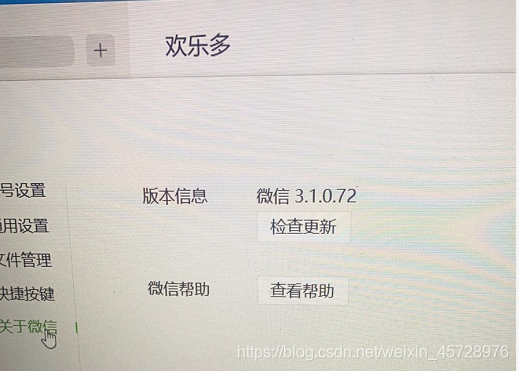 +
欢乐多
号设置
通用设置
文件管理
快捷按键
关于微信
版本信息
微信 3.1.0.72
检查更新
微信帮助
查看帮助
https://blog.csdn.net/weixin_45728976